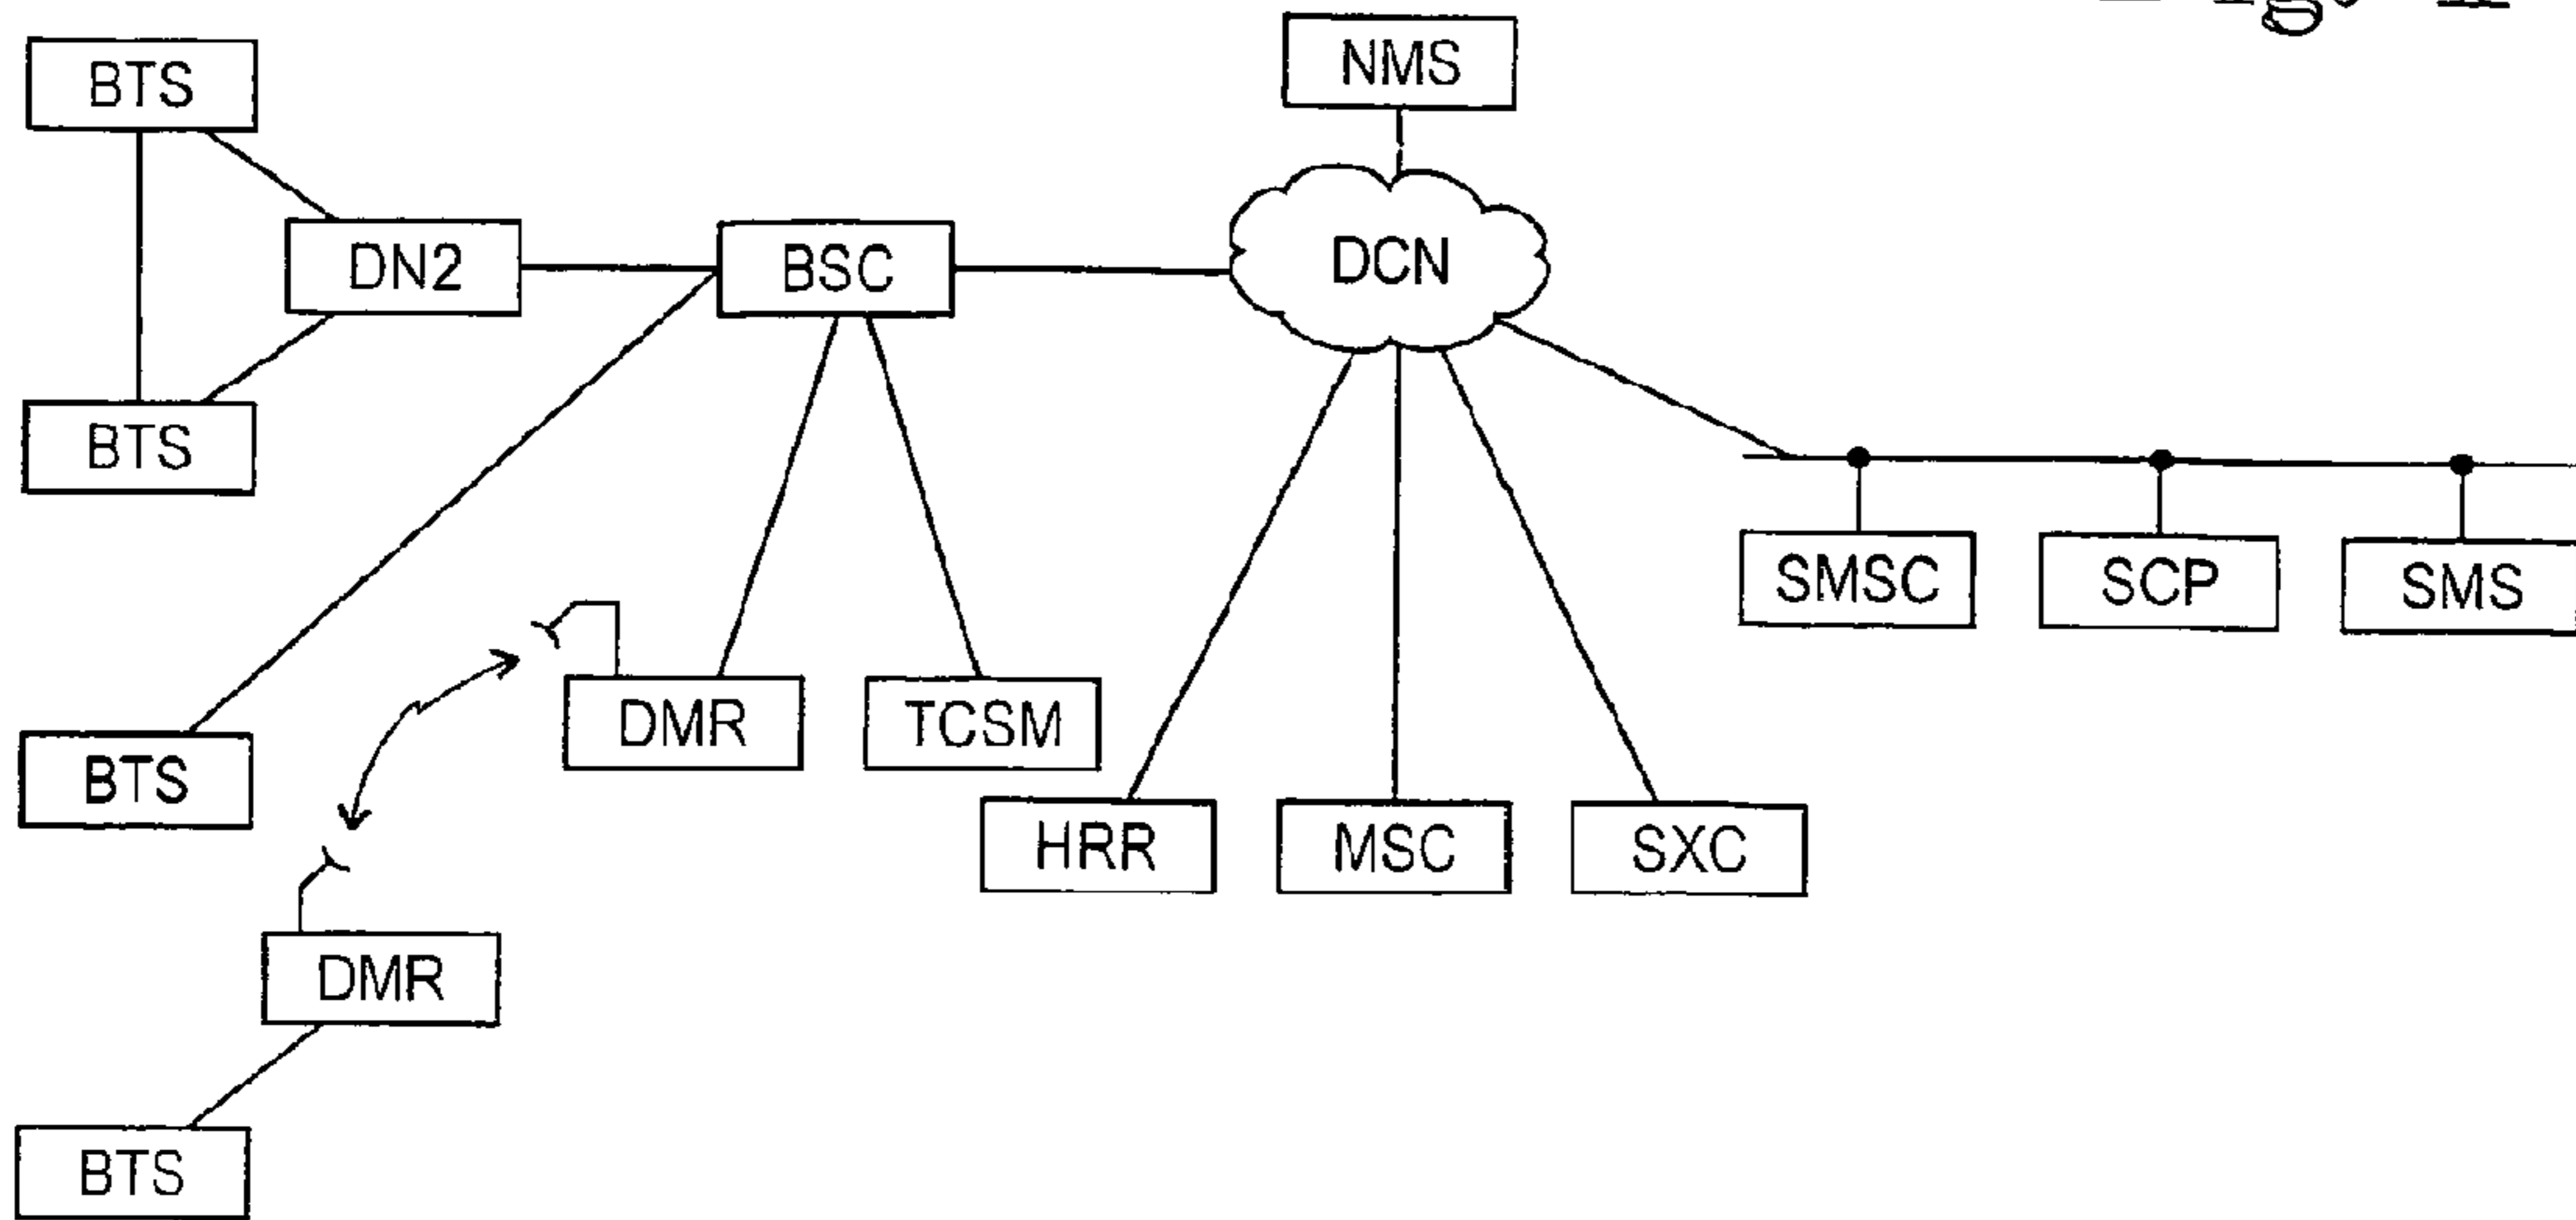 NMS
BTS
DN2
BSC
DCN
BTS
SMSC
SCP
SMS
DMR
TCSM
BTS
HRR
MSC
SXC
DMR
BTS